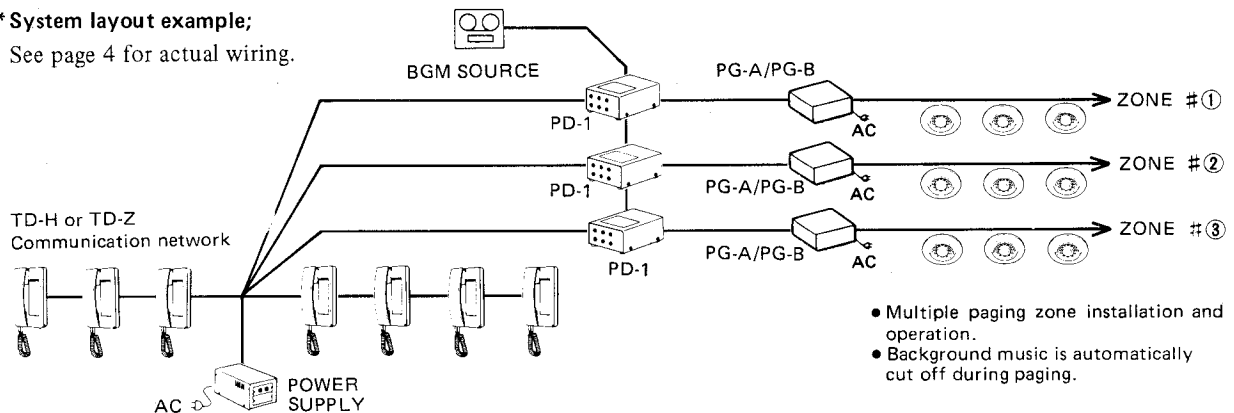 * System layout example;
See page 4 for actual wiring.
BGM SOURCE
PG-A/PG-B
PD-1
AC
ZONE #①
PD-1
PG-A/PG-B
AC
ZONE #②
TD-H or TD-Z
Communication network
PD-1
PG-A/PG-B
AC
ZONE #③
• Multiple paging zone installation and
operation.
• Background music is automatically
cut off during paging.
AC
POWER
SUPPLY